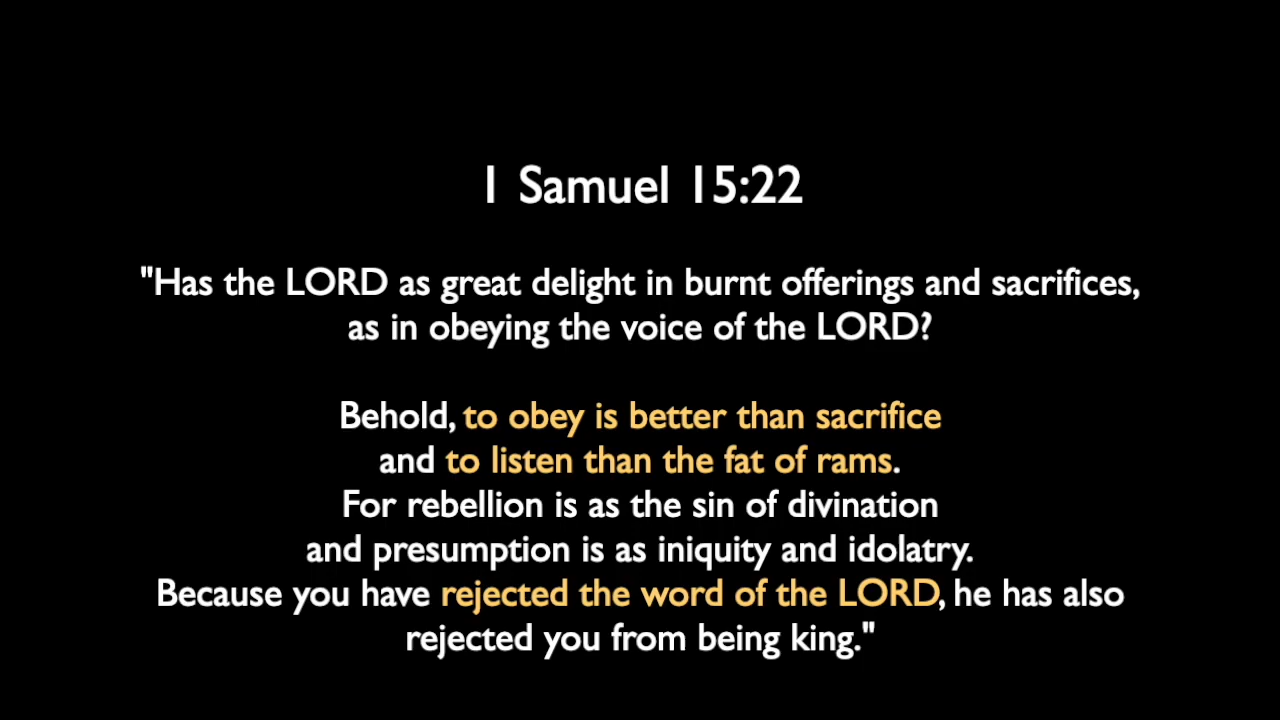 1 Samuel 15:22
"Has the LORD as great delight in burnt offerings and sacrifices,
as in obeying the voice of the LORD?
Behold, to obey is better than sacrifice
and to listen than the fat of rams.
For rebellion is as the sin of divination
and presumption is as iniquity and idolatry.
Because you have rejected the word of the LORD, he has also
rejected you from being king."